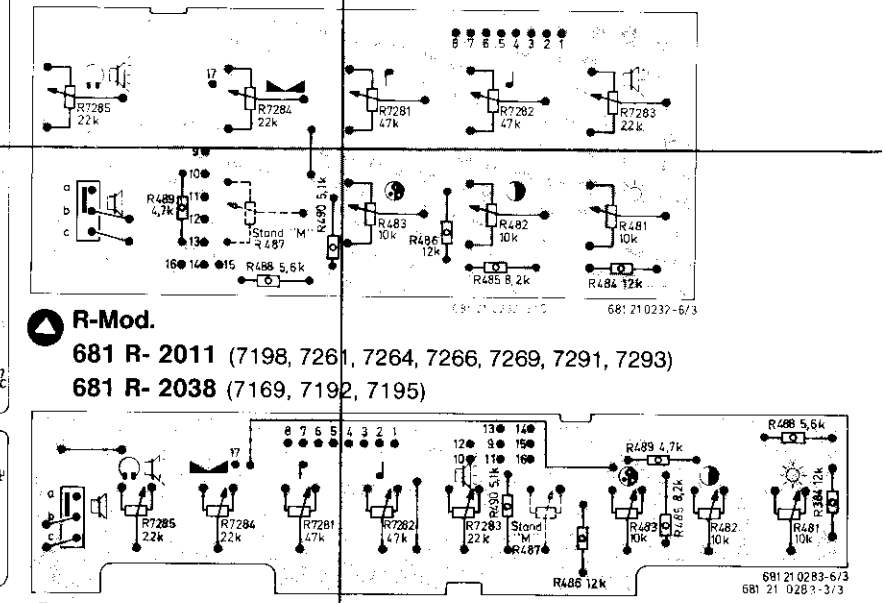 8 7 6 5 4 3 2 1
17
R7285
22k
R7284
22k
R7281
47k
R7282
47k
R7283
22k
9
10
11
12
13
16 14 15
a
b
c
R489
4,7k
Stand "M"
R487
R490 5,1k
R488 5,6k
R483
10k
R486
12k
R482
10k
R485 8,2k
R481
10k
R484 12k
681 21 0232-6/3
R-Mod.
681 R- 2011 (7198, 7261, 7264, 7266, 7269, 7291, 7293)
681 R- 2038 (7169, 7192, 7195)
8 7 6 5 4 3 2 1
13 14
12 9 15
10 11 16
17
R488 5,6k
R489 4,7k
a
b
c
R7285
22k
R7284
22k
R7281
47k
R7282
47k
R7283
22k
R490 5,1k
Stand
"M"
R487
R486 12k
R483
10k
R485 8,2k
R482
10k
R481
10k
R384 12k
681 21 0283-6/3
681 21 0283-3/3